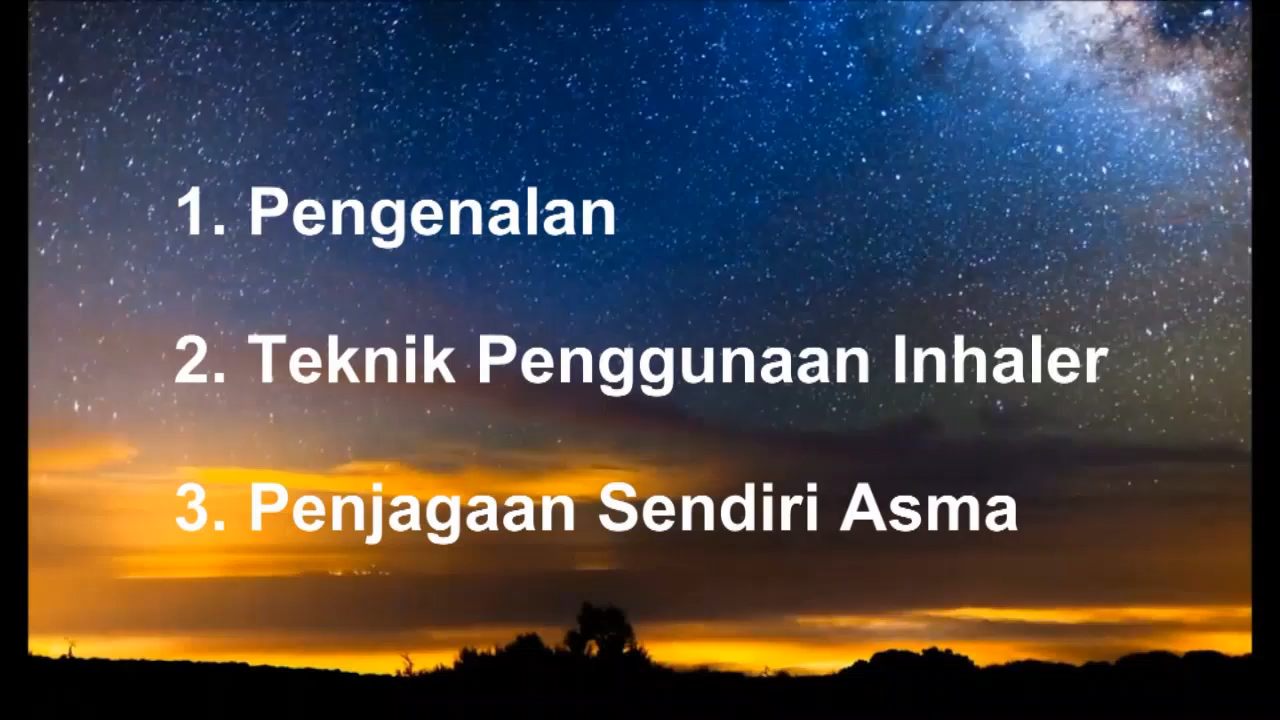 1. Pengenalan
2. Teknik Penggunaan Inhaler
3. Penjagaan Sendiri Asma